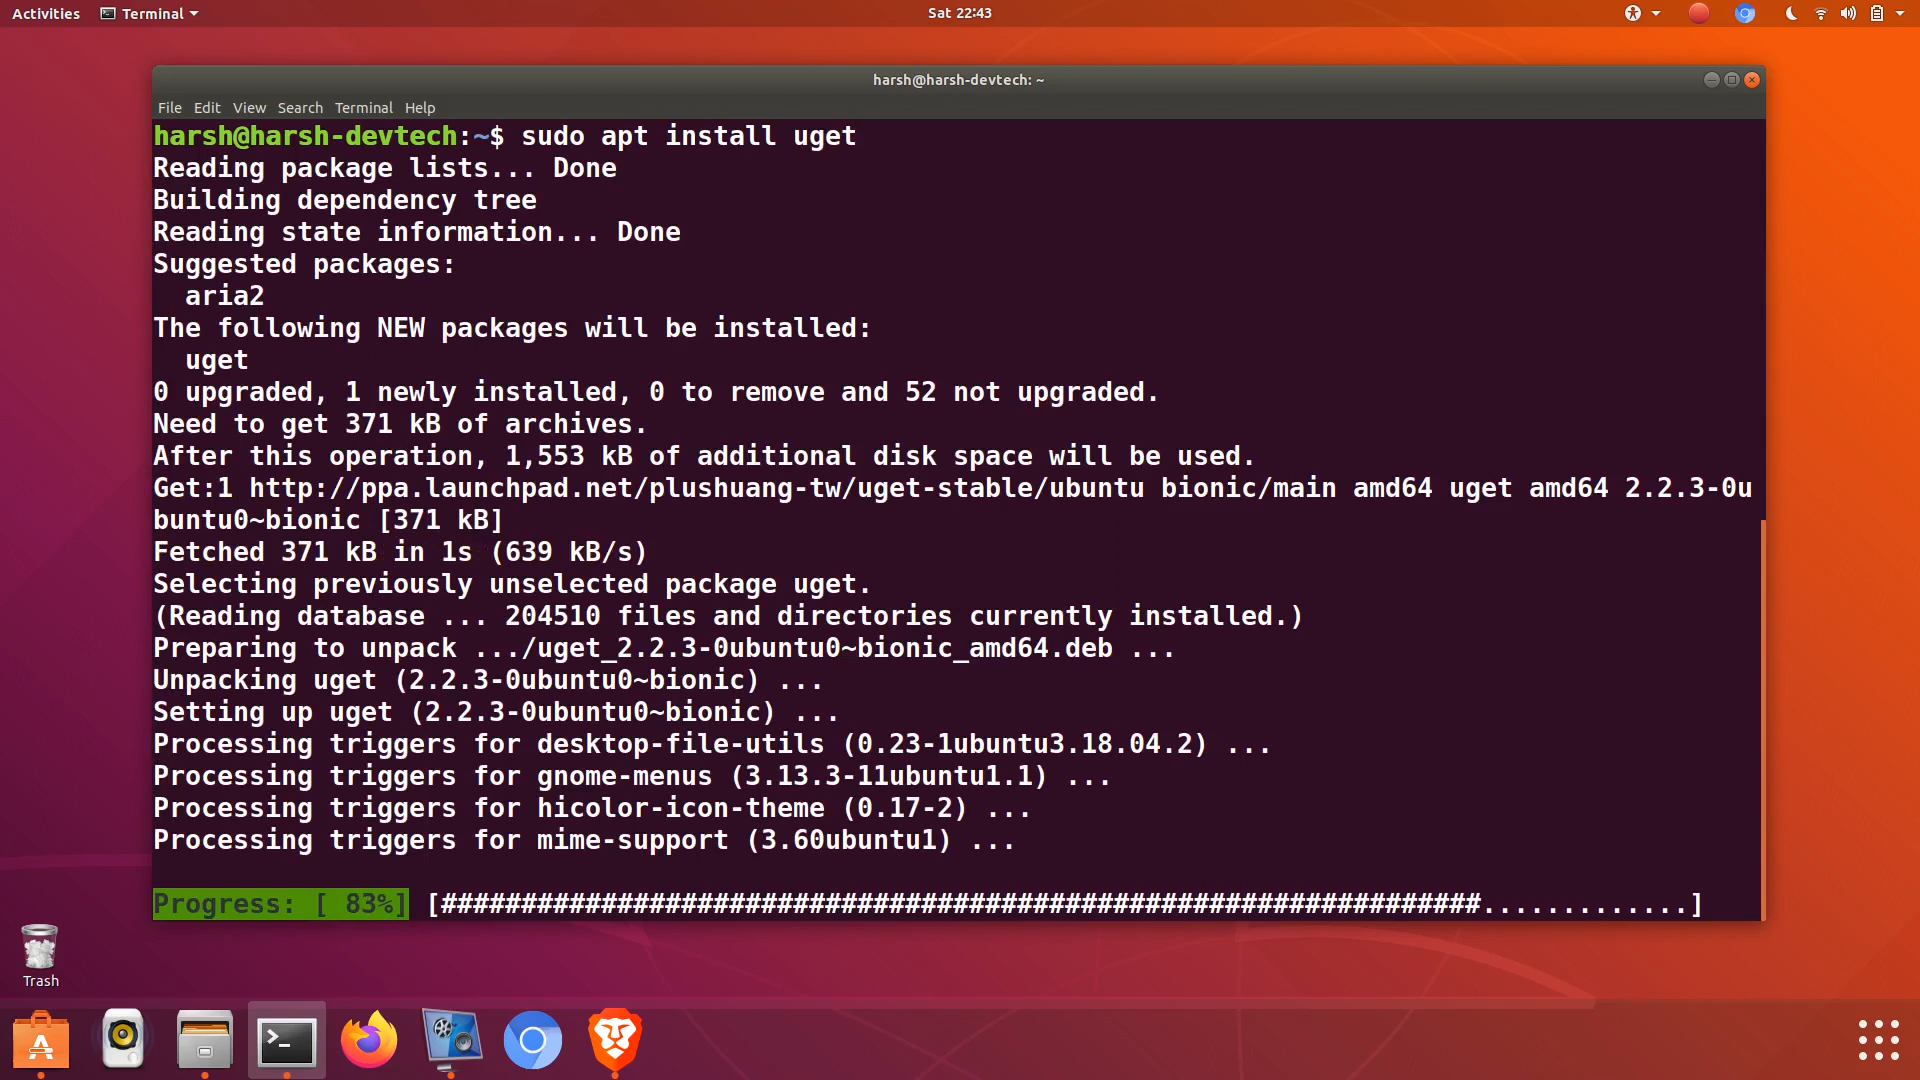 Activities Terminal Sat 22:43
harsh@harsh-devtech: ~
File Edit View Search Terminal Help
harsh@harsh-devtech:~$ sudo apt install uget
Reading package lists... Done
Building dependency tree
Reading state information... Done
Suggested packages:
  aria2
The following NEW packages will be installed:
  uget
0 upgraded, 1 newly installed, 0 to remove and 52 not upgraded.
Need to get 371 kB of archives.
After this operation, 1,553 kB of additional disk space will be used.
Get:1 http://ppa.launchpad.net/plushuang-tw/uget-stable/ubuntu bionic/main amd64 uget amd64 2.2.3-0u
buntu0~bionic [371 kB]
Fetched 371 kB in 1s (639 kB/s)
Selecting previously unselected package uget.
(Reading database ... 204510 files and directories currently installed.)
Preparing to unpack .../uget_2.2.3-0ubuntu0~bionic_amd64.deb ...
Unpacking uget (2.2.3-0ubuntu0~bionic) ...
Setting up uget (2.2.3-0ubuntu0~bionic) ...
Processing triggers for desktop-file-utils (0.23-1ubuntu3.18.04.2) ...
Processing triggers for gnome-menus (3.13.3-11ubuntu1.1) ...
Processing triggers for hicolor-icon-theme (0.17-2) ...
Processing triggers for mime-support (3.60ubuntu1) ...
Progress: [ 83%] [#################################################################.............]
Trash